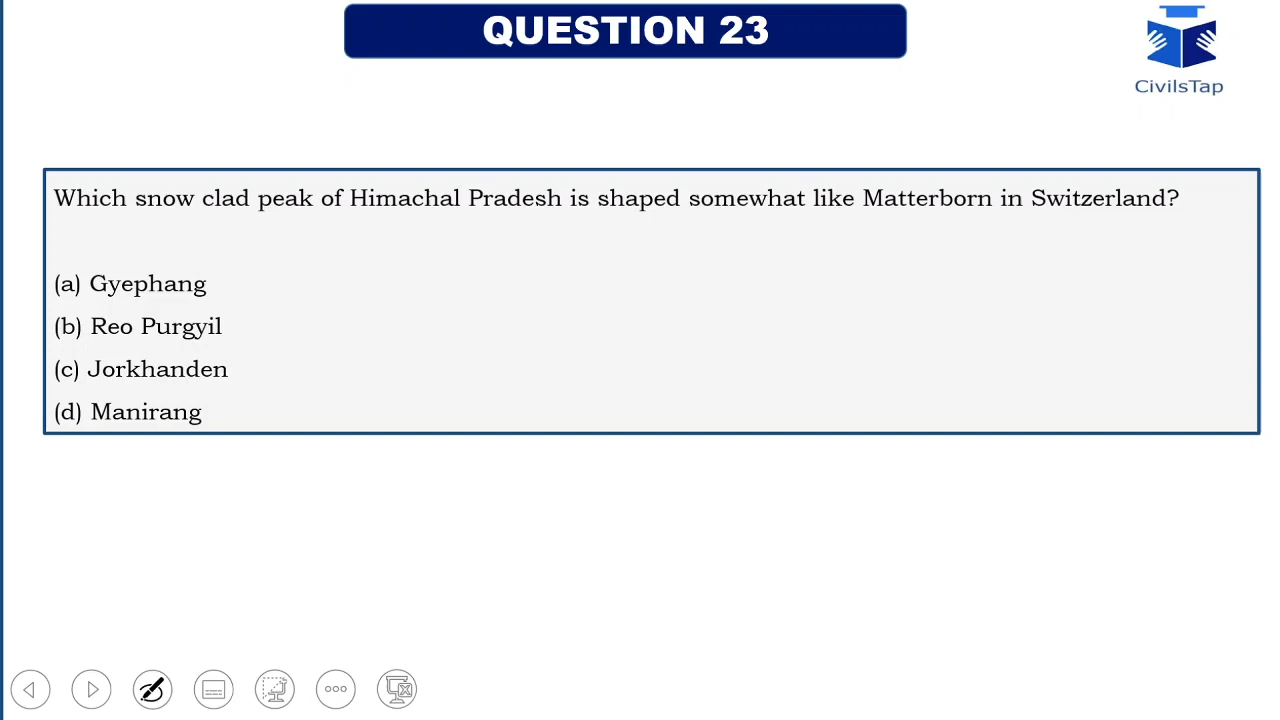 QUESTION 23
CivilsTap
Which snow clad peak of Himachal Pradesh is shaped somewhat like Matterborn in Switzerland?
(a) Gyephang
(b) Reo Purgyil
(c) Jorkhanden
(d) Manirang